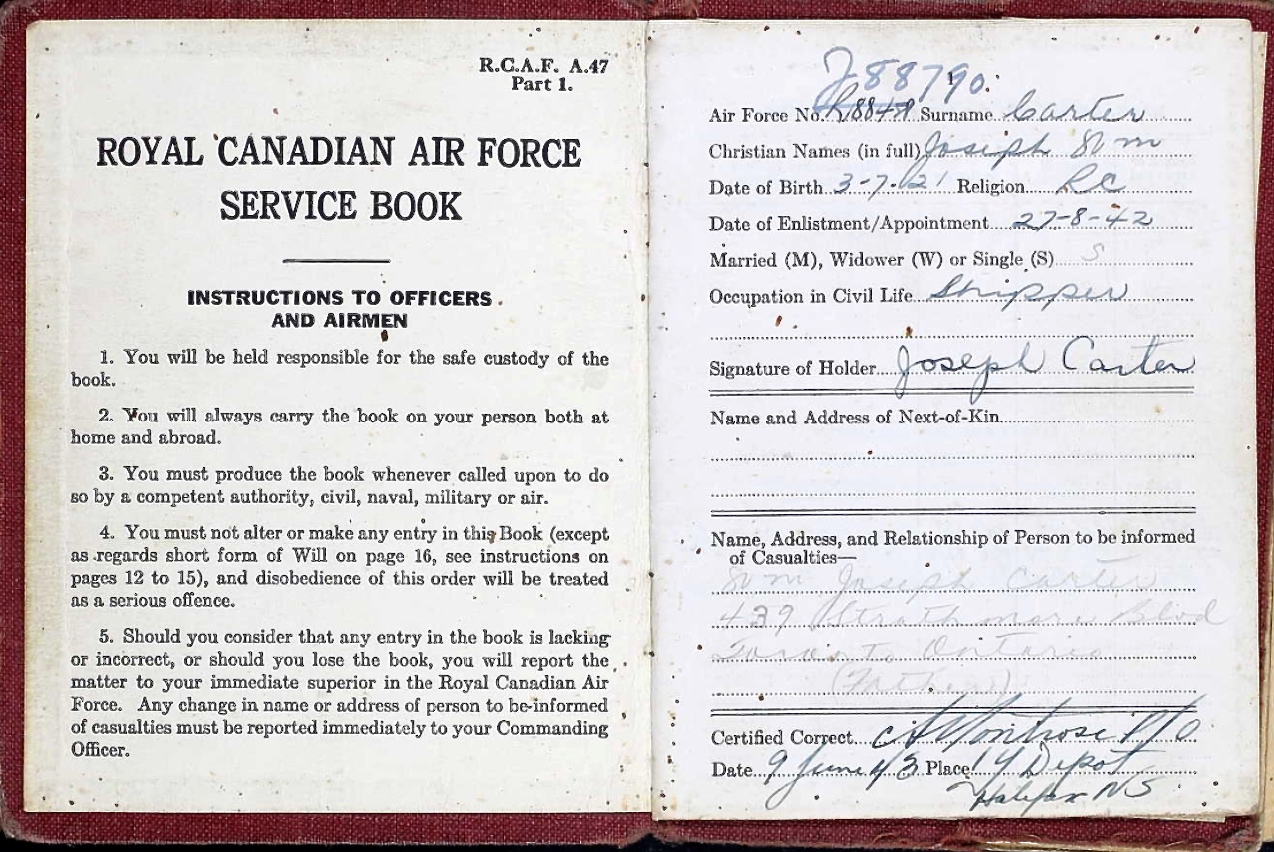 R.C.A.F. A.47
Part 1.
ROYAL CANADIAN AIR FORCE
SERVICE BOOK
INSTRUCTIONS TO OFFICERS
AND AIRMEN
1. You will be held responsible for the safe custody of the
book.
2. You will always carry the book on your person both at
home and abroad.
3. You must produce the book whenever called upon to do
so by a competent authority, civil, naval, military or air.
4. You must not alter or make any entry in this Book (except
as regards short form of Will on page 16, see instructions on
pages 12 to 15), and disobedience of this order will be treated
as a serious offence.
5. Should you consider that any entry in the book is lacking
or incorrect, or should you lose the book, you will report the
matter to your immediate superior in the Royal Canadian Air
Force. Any change in name or address of person to be informed
of casualties must be reported immediately to your Commanding
Officer.
J88790
Air Force No. Surname Carter
Christian Names (in full) Joseph Wm
Date of Birth 3-7-21 Religion RC
Date of Enlistment/Appointment 27-8-42
Married (M), Widower (W) or Single (S) S
Occupation in Civil Life Shipper
Signature of Holder Joseph Carter
Name and Address of Next-of-Kin
Name, Address, and Relationship of Person to be informed
of Casualties—
Wm Joseph Carter
439 Strathmore Blvd
Toronto Ontario
(Father)
Certified Correct
Date 9 June 43 Place 14 Depot
Halifax NS